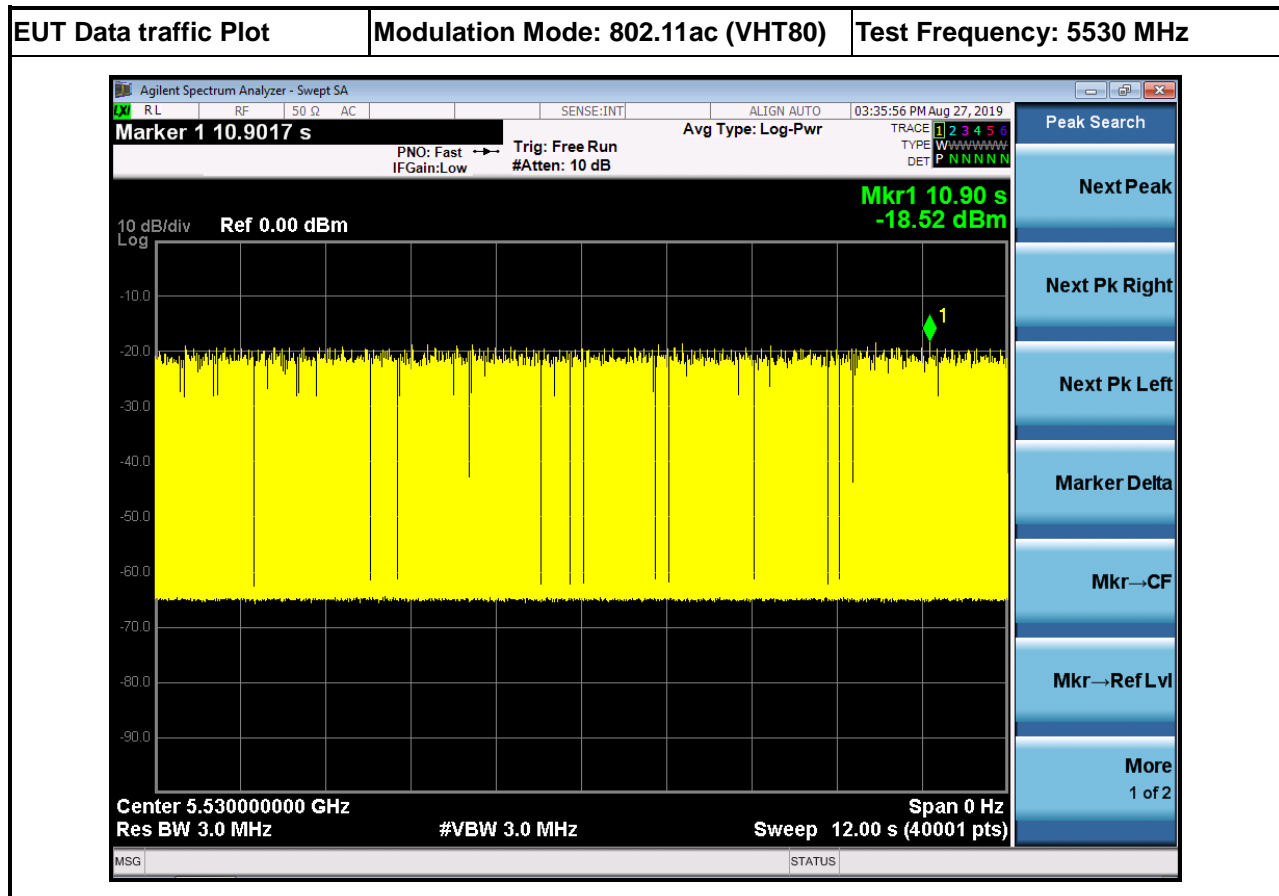 EUT Data traffic Plot Modulation Mode: 802.11ac (VHT80) Test Frequency: 5530 MHz
Agilent Spectrum Analyzer - Swept SA
LXI RL RF 50 Ω AC SENSE:INT ALIGN AUTO 03:35:56 PM Aug 27, 2019
Marker 1 10.9017 s
PNO: Fast
IFGain:Low
Trig: Free Run
#Atten: 10 dB
Avg Type: Log-Pwr
TRACE 1 2 3 4 5 6
TYPE WWWWWW
DET P N N N N N
Mkr1 10.90 s
-18.52 dBm
10 dB/div Ref 0.00 dBm
Log
-10.0
-20.0
-30.0
-40.0
-50.0
-60.0
-70.0
-80.0
-90.0
1
Center 5.530000000 GHz Span 0 Hz
Res BW 3.0 MHz #VBW 3.0 MHz Sweep 12.00 s (40001 pts)
MSG STATUS
Peak Search
Next Peak
Next Pk Right
Next Pk Left
Marker Delta
Mkr→CF
Mkr→Ref Lvl
More
1 of 2